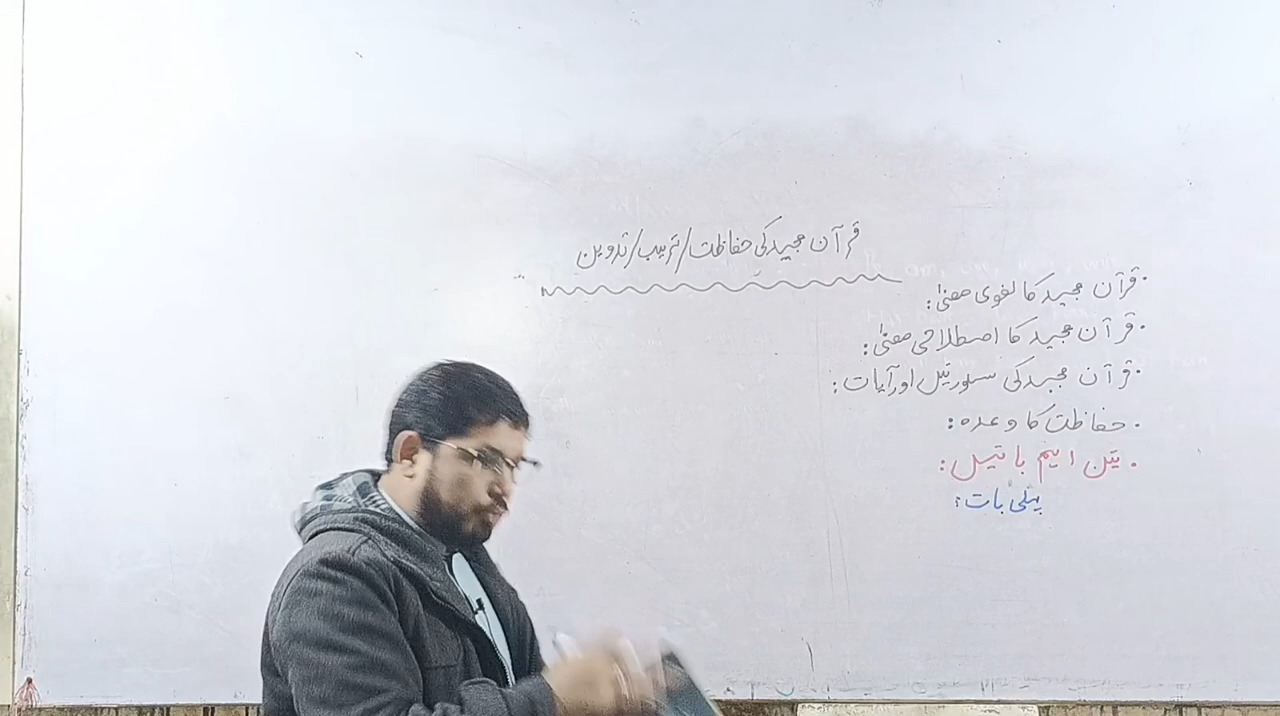 قرآن مجید کی حفاظت/ترتیب/تدوین
· قرآن مجید کا لغوی معنیٰ:
· قرآن مجید کا اصطلاحی معنیٰ:
· قرآن مجید کی سورتیں اور آیات:
· حفاظت کا وعدہ:
· تین اہم باتیں:
پہلی بات: